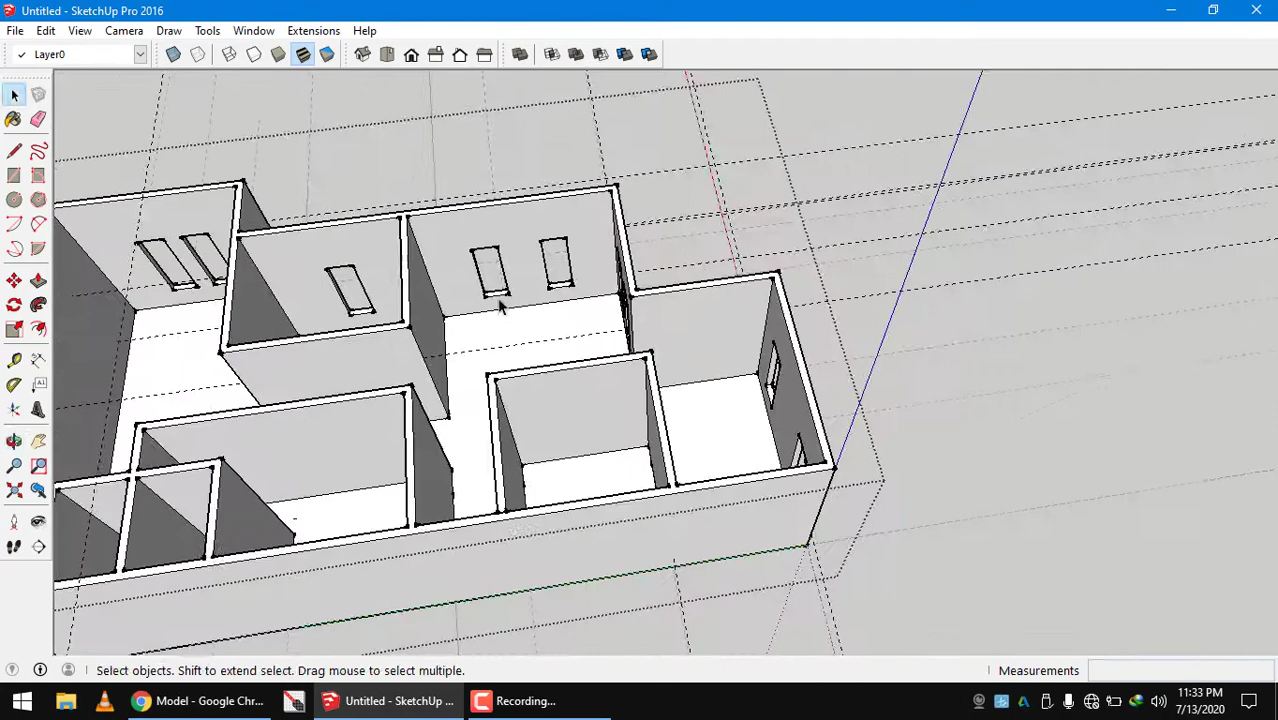 Untitled - SketchUp Pro 2016
File Edit View Camera Draw Tools Window Extensions Help
Layer0
Select objects. Shift to extend select. Drag mouse to select multiple.
Measurements
Model - Google Chr...
Untitled - SketchUp ...
Recording...
11:33 PM
7/13/2020